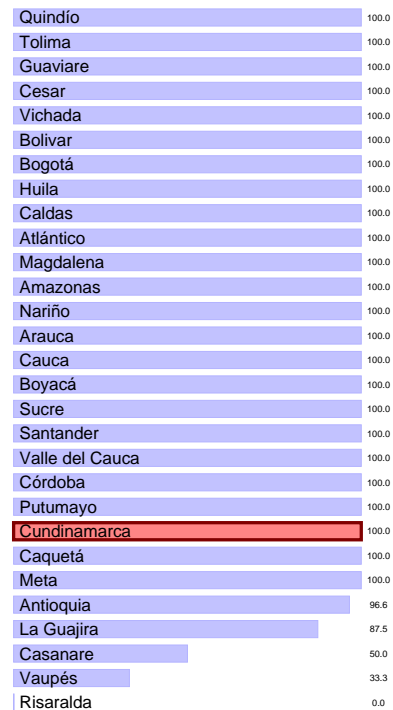 Quindío 100.0
Tolima 100.0
Guaviare 100.0
Cesar 100.0
Vichada 100.0
Bolivar 100.0
Bogotá 100.0
Huila 100.0
Caldas 100.0
Atlántico 100.0
Magdalena 100.0
Amazonas 100.0
Nariño 100.0
Arauca 100.0
Cauca 100.0
Boyacá 100.0
Sucre 100.0
Santander 100.0
Valle del Cauca 100.0
Córdoba 100.0
Putumayo 100.0
Cundinamarca 100.0
Caquetá 100.0
Meta 100.0
Antioquia 96.6
La Guajira 87.5
Casanare 50.0
Vaupés 33.3
Risaralda 0.0